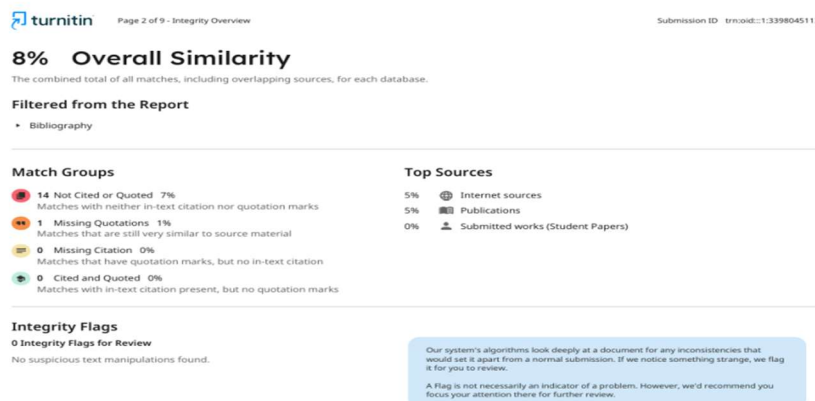 turnitin
Page 2 of 9 - Integrity Overview
Submission ID trn:oid:::1:339804511
8% Overall Similarity
The combined total of all matches, including overlapping sources, for each database.
Filtered from the Report
Bibliography
Match Groups
14 Not Cited or Quoted 7%
Matches with neither in-text citation nor quotation marks
1 Missing Quotations 1%
Matches that are still very similar to source material
0 Missing Citation 0%
Matches that have quotation marks, but no in-text citation
0 Cited and Quoted 0%
Matches with in-text citation present, but no quotation marks
Top Sources
5% Internet sources
5% Publications
0% Submitted works (Student Papers)
Integrity Flags
0 Integrity Flags for Review
No suspicious text manipulations found.
Our system's algorithms look deeply at a document for any inconsistencies that
would set it apart from a normal submission. If we notice something strange, we flag
it for you to review.
A Flag is not necessarily an indicator of a problem. However, we'd recommend you
focus your attention there for further review.